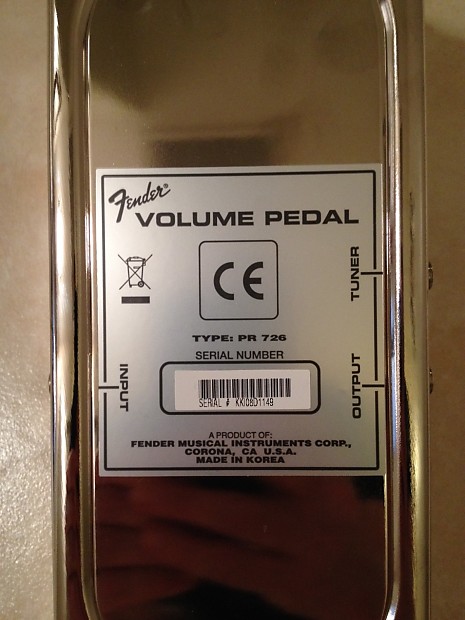 Fender®
VOLUME PEDAL
CE
TUNER
TYPE: PR 726
SERIAL NUMBER
INPUT
OUTPUT
SERIAL # KKI08D1149
A PRODUCT OF:
FENDER MUSICAL INSTRUMENTS CORP.,
CORONA, CA U.S.A.
MADE IN KOREA